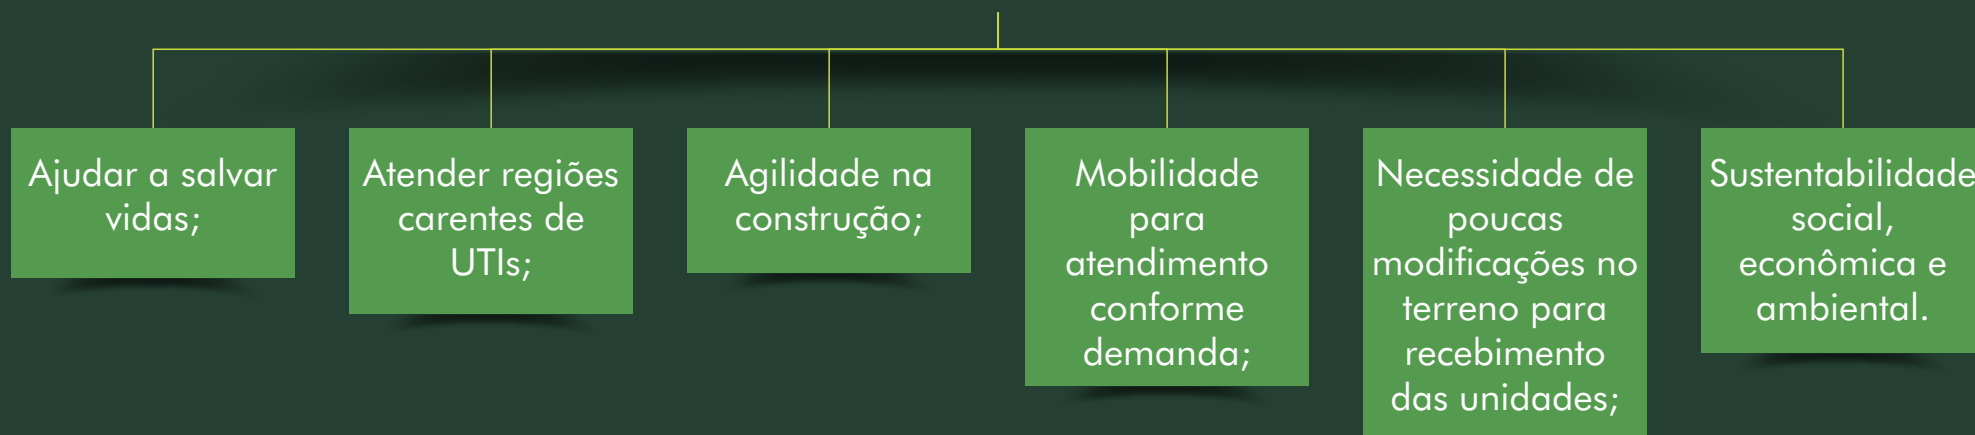 Ajudar a salvar
vidas;
Atender regiões
carentes de
UTIs;
Agilidade na
construção;
Mobilidade
para
atendimento
conforme
demanda;
Necessidade de
poucas
modificações no
terreno para
recebimento
das unidades;
Sustentabilidade
social,
econômica e
ambiental.